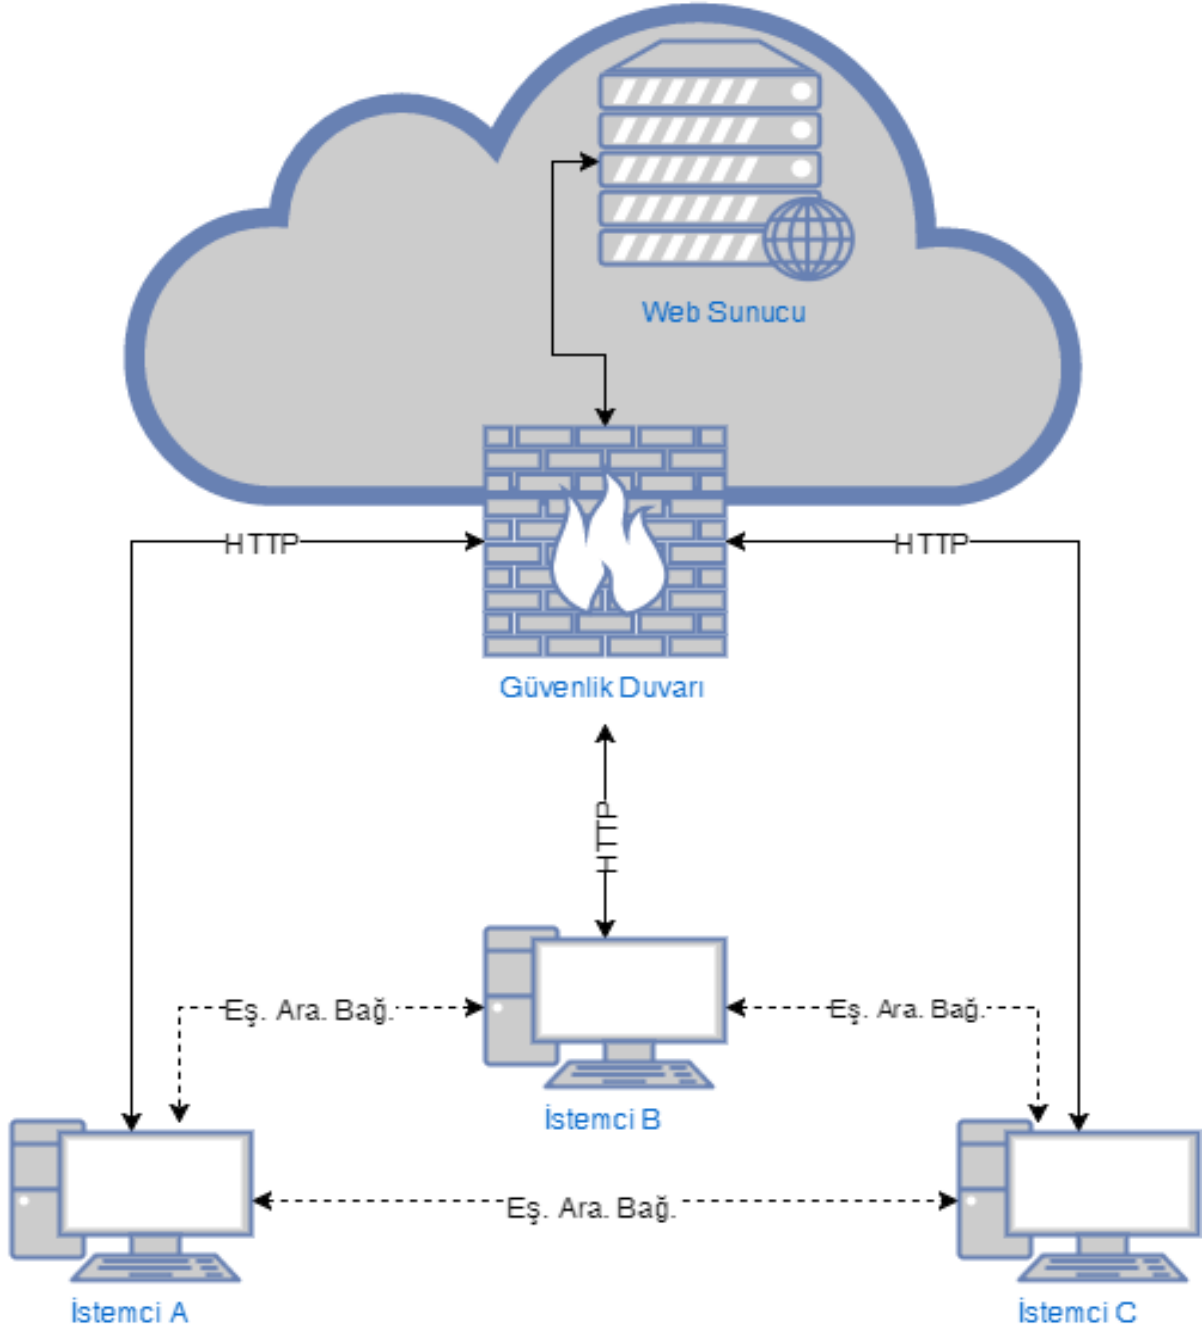 Web Sunucu
HTTP
HTTP
Güvenlik Duvarı
HTTP
Eş. Ara. Bağ.
Eş. Ara. Bağ.
İstemci B
Eş. Ara. Bağ.
İstemci A
İstemci C